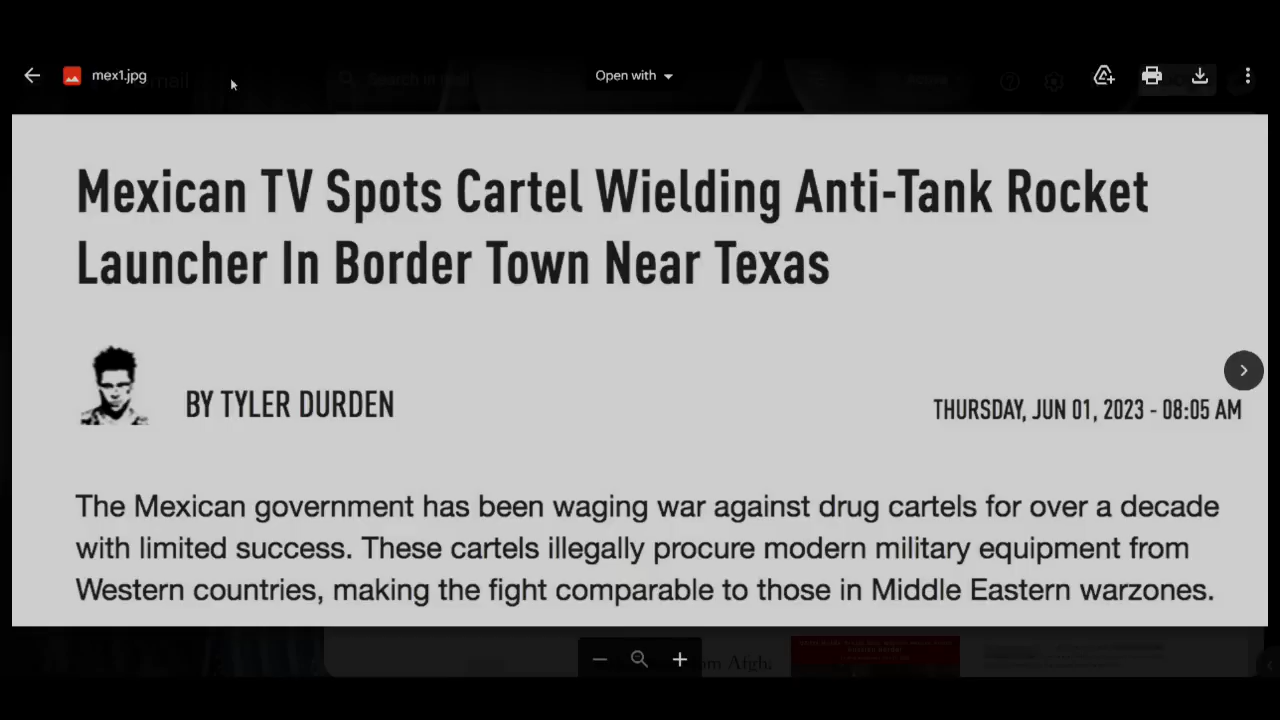 mex1.jpg
Open with
Mexican TV Spots Cartel Wielding Anti-Tank Rocket
Launcher In Border Town Near Texas
BY TYLER DURDEN
THURSDAY, JUN 01, 2023 - 08:05 AM
The Mexican government has been waging war against drug cartels for over a decade
with limited success. These cartels illegally procure modern military equipment from
Western countries, making the fight comparable to those in Middle Eastern warzones.